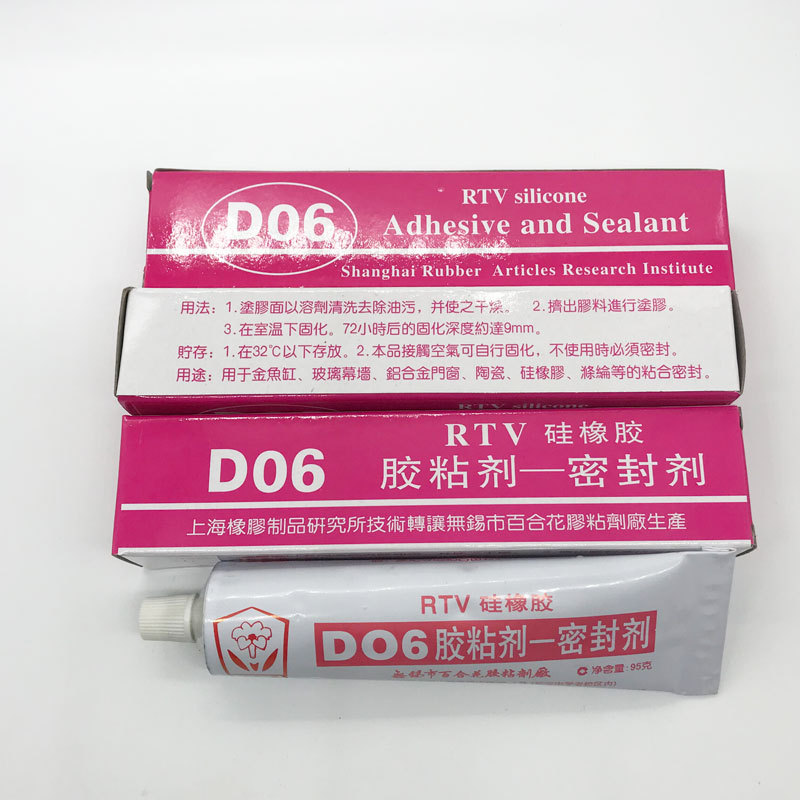 D06
RTV silicone
Adhesive and Sealant
Shanghai Rubber Articles Research Institute
用法：1.塗膠面以溶劑清洗去除油污，并使之干燥。 2.擠出膠料進行塗膠。
3.在室温下固化。72小時后的固化深度約達9mm。
貯存：1.在32℃以下存放。2.本品接觸空氣可自行固化，不使用時必須密封。
用途：用于金魚缸、玻璃幕墙、鋁合金門窗、陶瓷、硅橡膠、滌綸等的粘合密封。
RTV silicone
D06
RTV 硅橡胶
胶粘剂—密封剂
上海橡膠制品研究所技術轉讓無錫市百合花膠粘劑廠生産
RTV 硅橡胶
D06胶粘剂—密封剂
無錫市百合花胶粘劑廠
净含量：95克